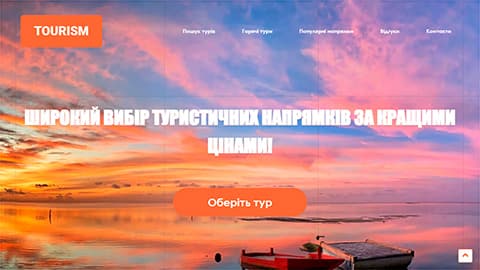 TOURISM
Пошук турів
Гарячі тури
Популярні напрямки
Відгуки
Контакти
ШИРОКИЙ ВИБІР ТУРИСТИЧНИХ НАПРЯМКІВ ЗА КРАЩИМИ
ЦІНАМИ!
Оберіть тур